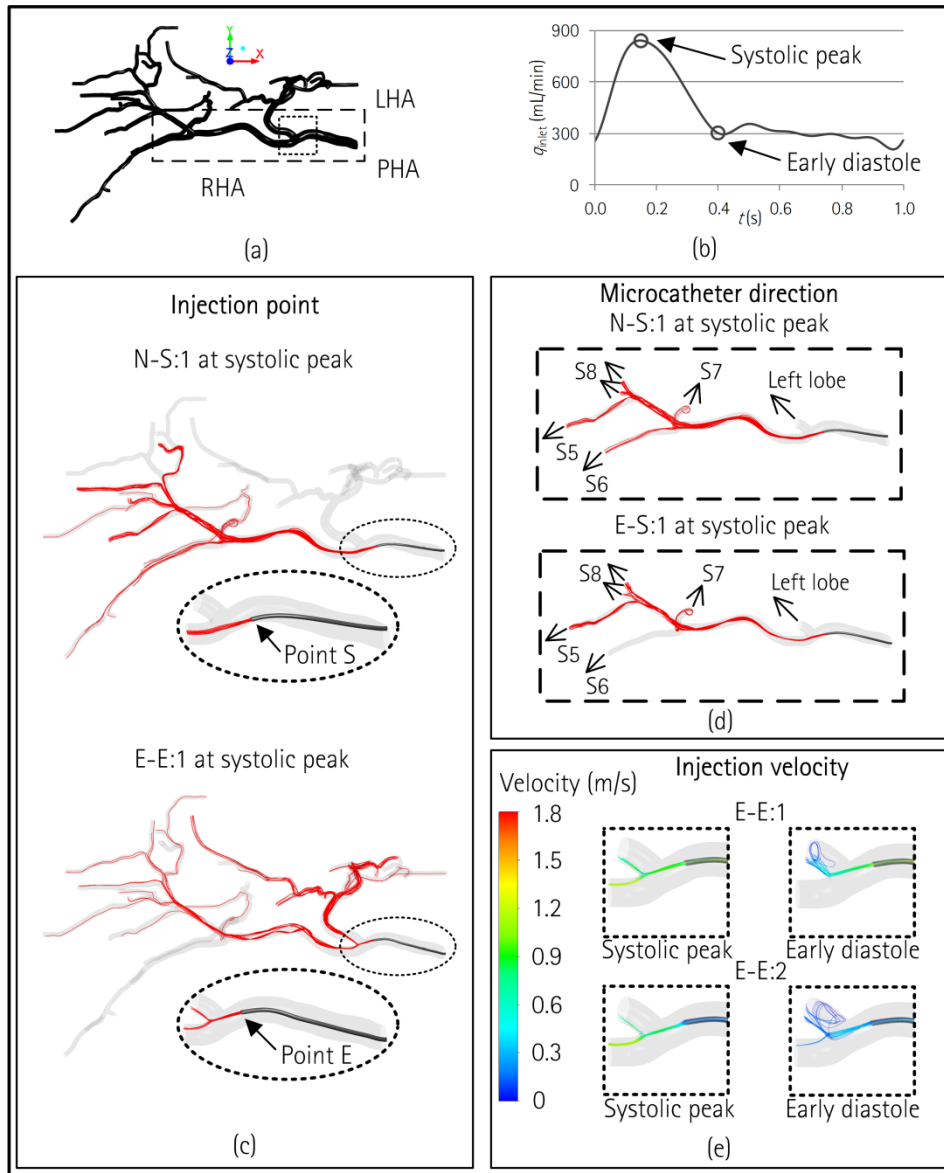 Y
Z
X
LHA
PHA
RHA
(a)
900
600
300
0
qinlet (mL/min)
Systolic peak
Early diastole
0.0 0.2 0.4 0.6 0.8 1.0
t(s)
(b)
Injection point
N-S:1 at systolic peak
Point S
E-E:1 at systolic peak
Point E
(c)
Microcatheter direction
N-S:1 at systolic peak
S8
S7
Left lobe
S5
S6
E-S:1 at systolic peak
S8
S7
Left lobe
S5
S6
(d)
Injection velocity
Velocity (m/s)
1.8
1.5
1.2
0.9
0.6
0.3
0
E-E:1
Systolic peak Early diastole
E-E:2
Systolic peak Early diastole
(e)